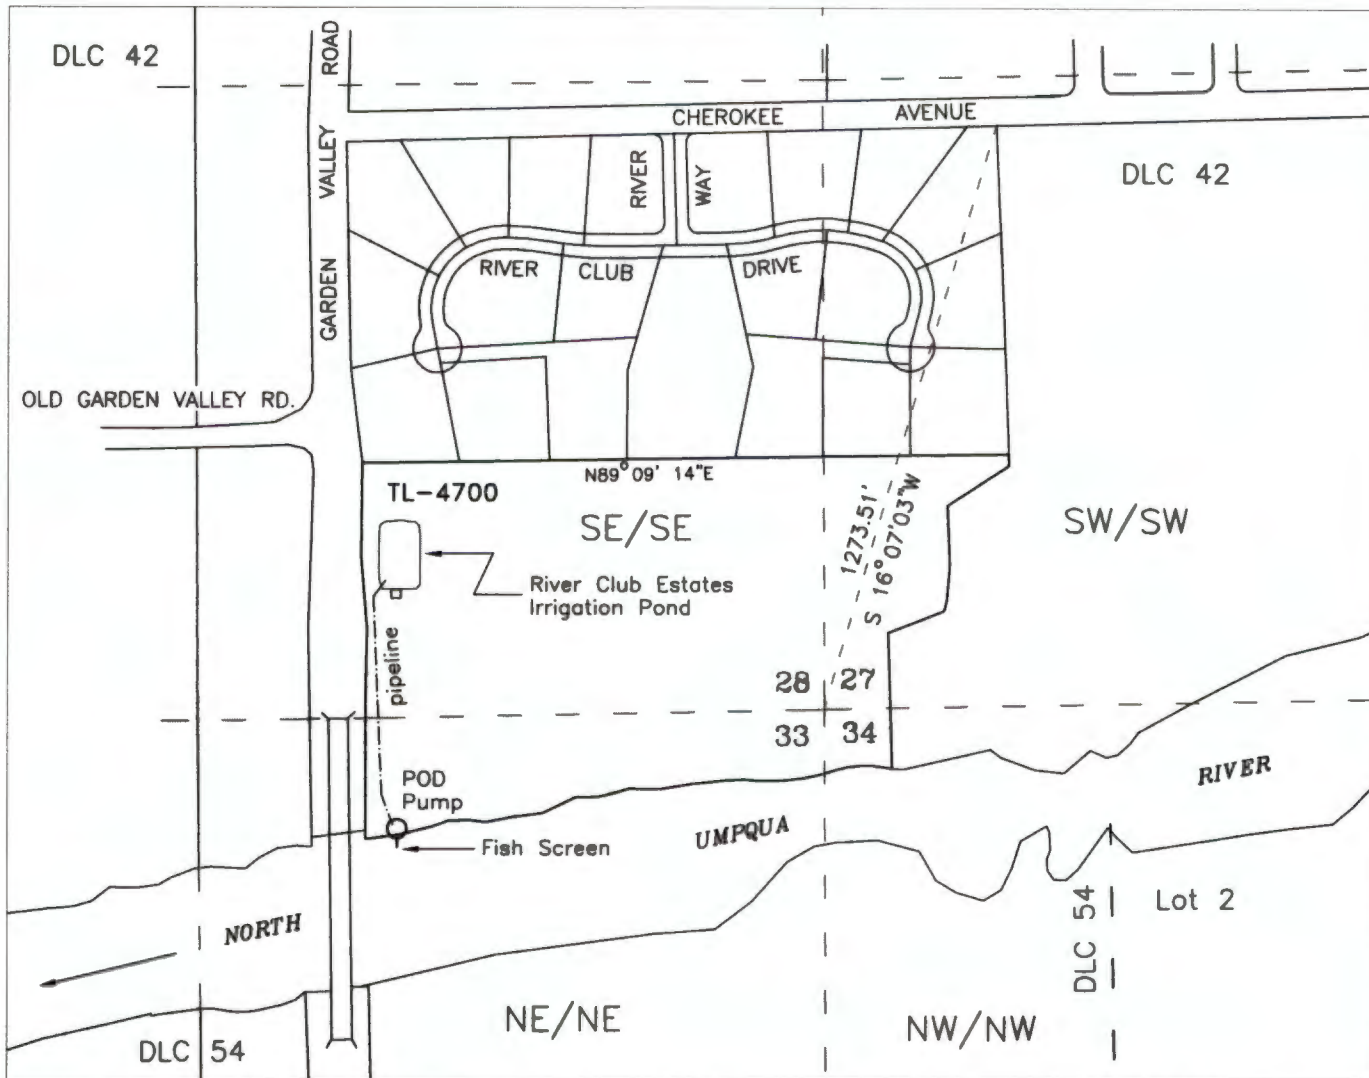 DLC 42
ROAD
VALLEY
GARDEN
CHEROKEE AVENUE
RIVER
WAY
DLC 42
RIVER CLUB DRIVE
OLD GARDEN VALLEY RD.
N89°09' 14"E
TL-4700
SE/SE
1273.51'
S 16°07'03"W
SW/SW
River Club Estates
Irrigation Pond
pipeline
28 27
33 34
POD
Pump
Fish Screen
UMPQUA
RIVER
NORTH
DLC 54
Lot 2
NE/NE
NW/NW
DLC 54